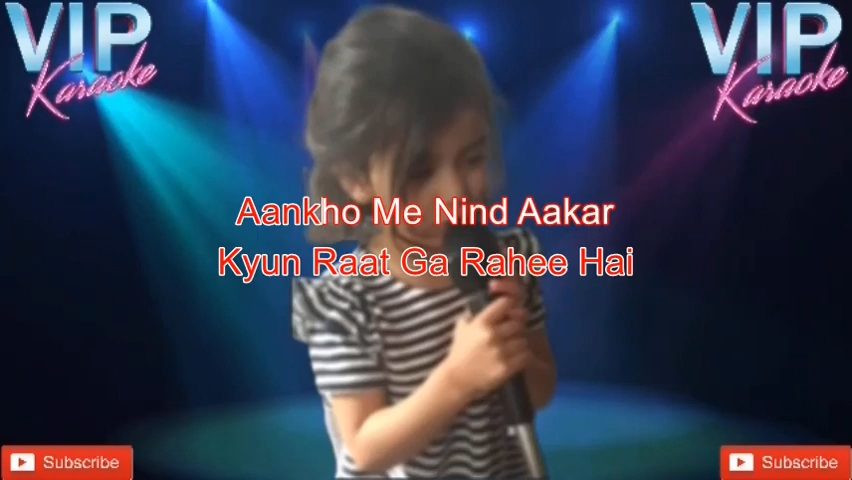 VIP
Karaoke
VIP
Karaoke
Aankho Me Nind Aakar
Kyun Raat Ga Rahee Hai
Subscribe
Subscribe